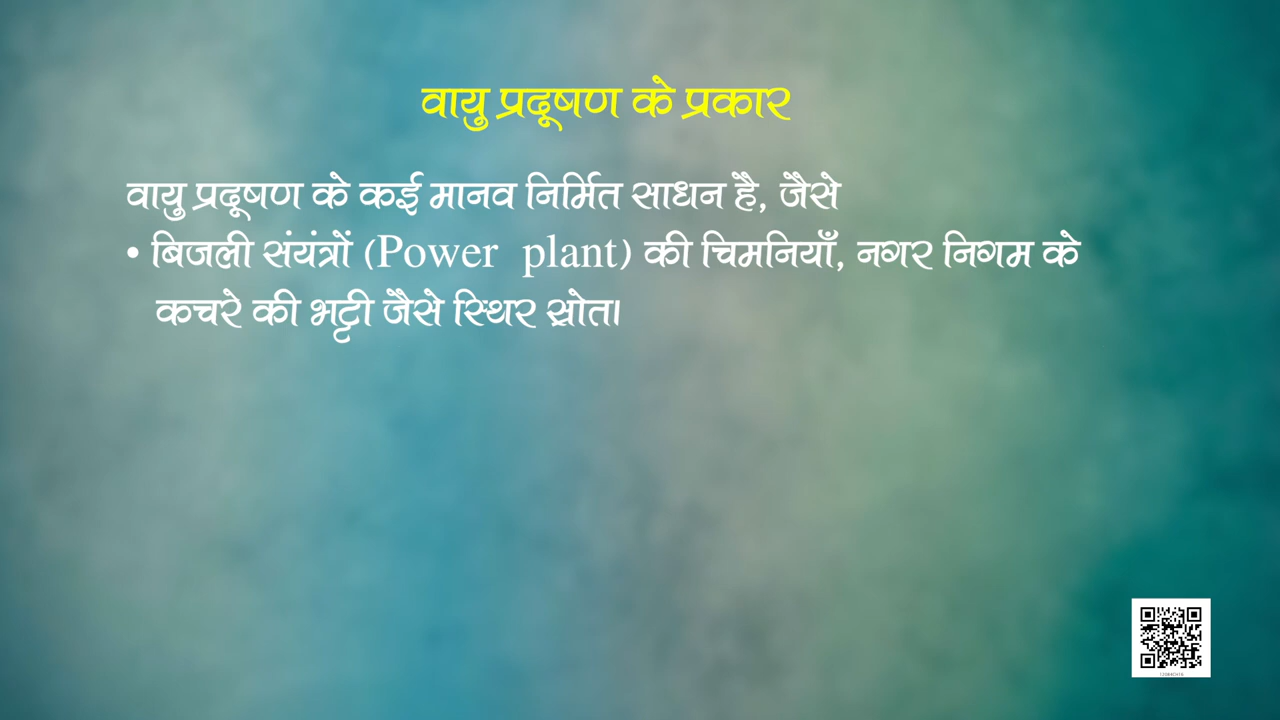 वायु प्रदूषण के प्रकार
वायु प्रदूषण के कई मानव निर्मित साधन है, जैसे
• बिजली संयंत्रों (Power plant) की चिमनियाँ, नगर निगम के
कचरे की भट्टी जैसे स्थिर स्रोत।